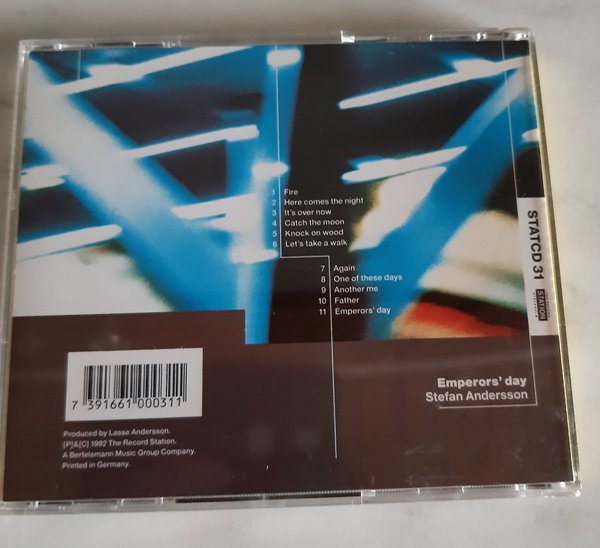 1 Fire
2 Here comes the night
3 It's over now
4 Catch the moon
5 Knock on wood
6 Let's take a walk
7 Again
8 One of these days
9 Another me
10 Father
11 Emperors' day
STATCD 31
STATION
Emperors' day
Stefan Andersson
7 391661 000311
Produced by Lasse Andersson.
[P]&[C] 1992 The Record Station.
A Bertelsmann Music Group Company.
Printed in Germany.